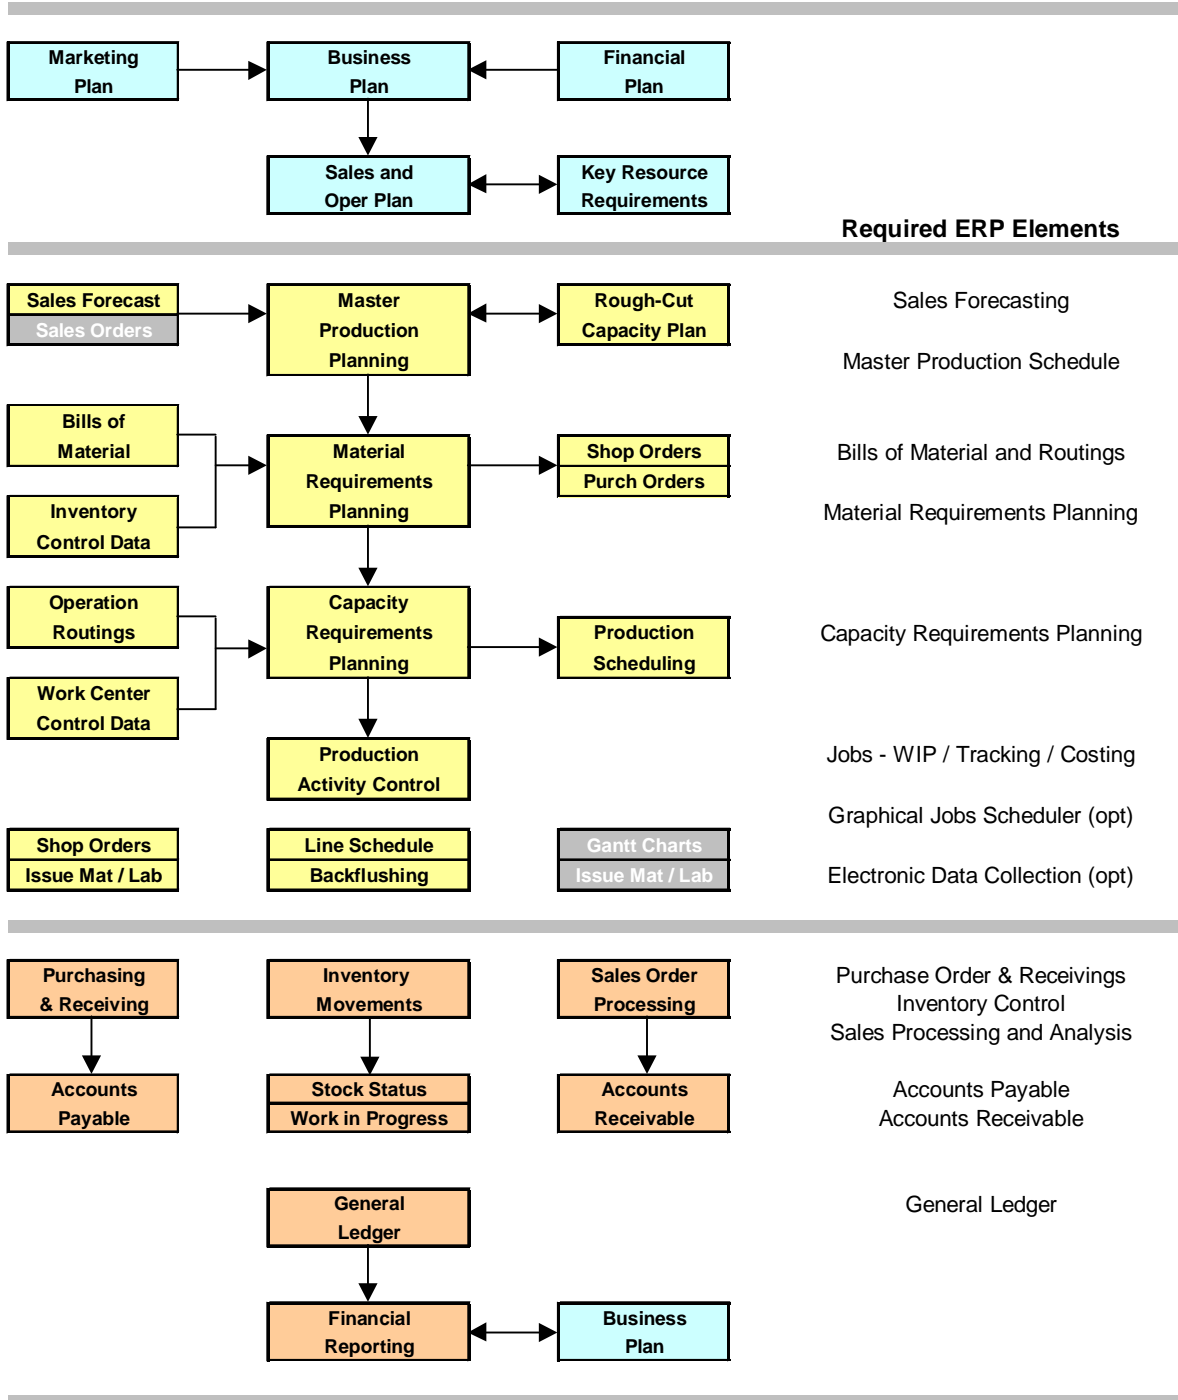 Marketing
Plan
Business
Plan
Financial
Plan
Sales and
Oper Plan
Key Resource
Requirements
Required ERP Elements
Sales Forecast
Sales Orders
Master
Production
Planning
Rough-Cut
Capacity Plan
Sales Forecasting
Master Production Schedule
Bills of
Material
Inventory
Control Data
Material
Requirements
Planning
Shop Orders
Purch Orders
Bills of Material and Routings
Material Requirements Planning
Operation
Routings
Work Center
Control Data
Capacity
Requirements
Planning
Production
Scheduling
Capacity Requirements Planning
Production
Activity Control
Jobs - WIP / Tracking / Costing
Graphical Jobs Scheduler (opt)
Shop Orders
Issue Mat / Lab
Line Schedule
Backflushing
Gantt Charts
Issue Mat / Lab
Electronic Data Collection (opt)
Purchasing
& Receiving
Inventory
Movements
Sales Order
Processing
Purchase Order & Receivings
Inventory Control
Sales Processing and Analysis
Accounts
Payable
Stock Status
Work in Progress
Accounts
Receivable
Accounts Payable
Accounts Receivable
General
Ledger
General Ledger
Financial
Reporting
Business
Plan